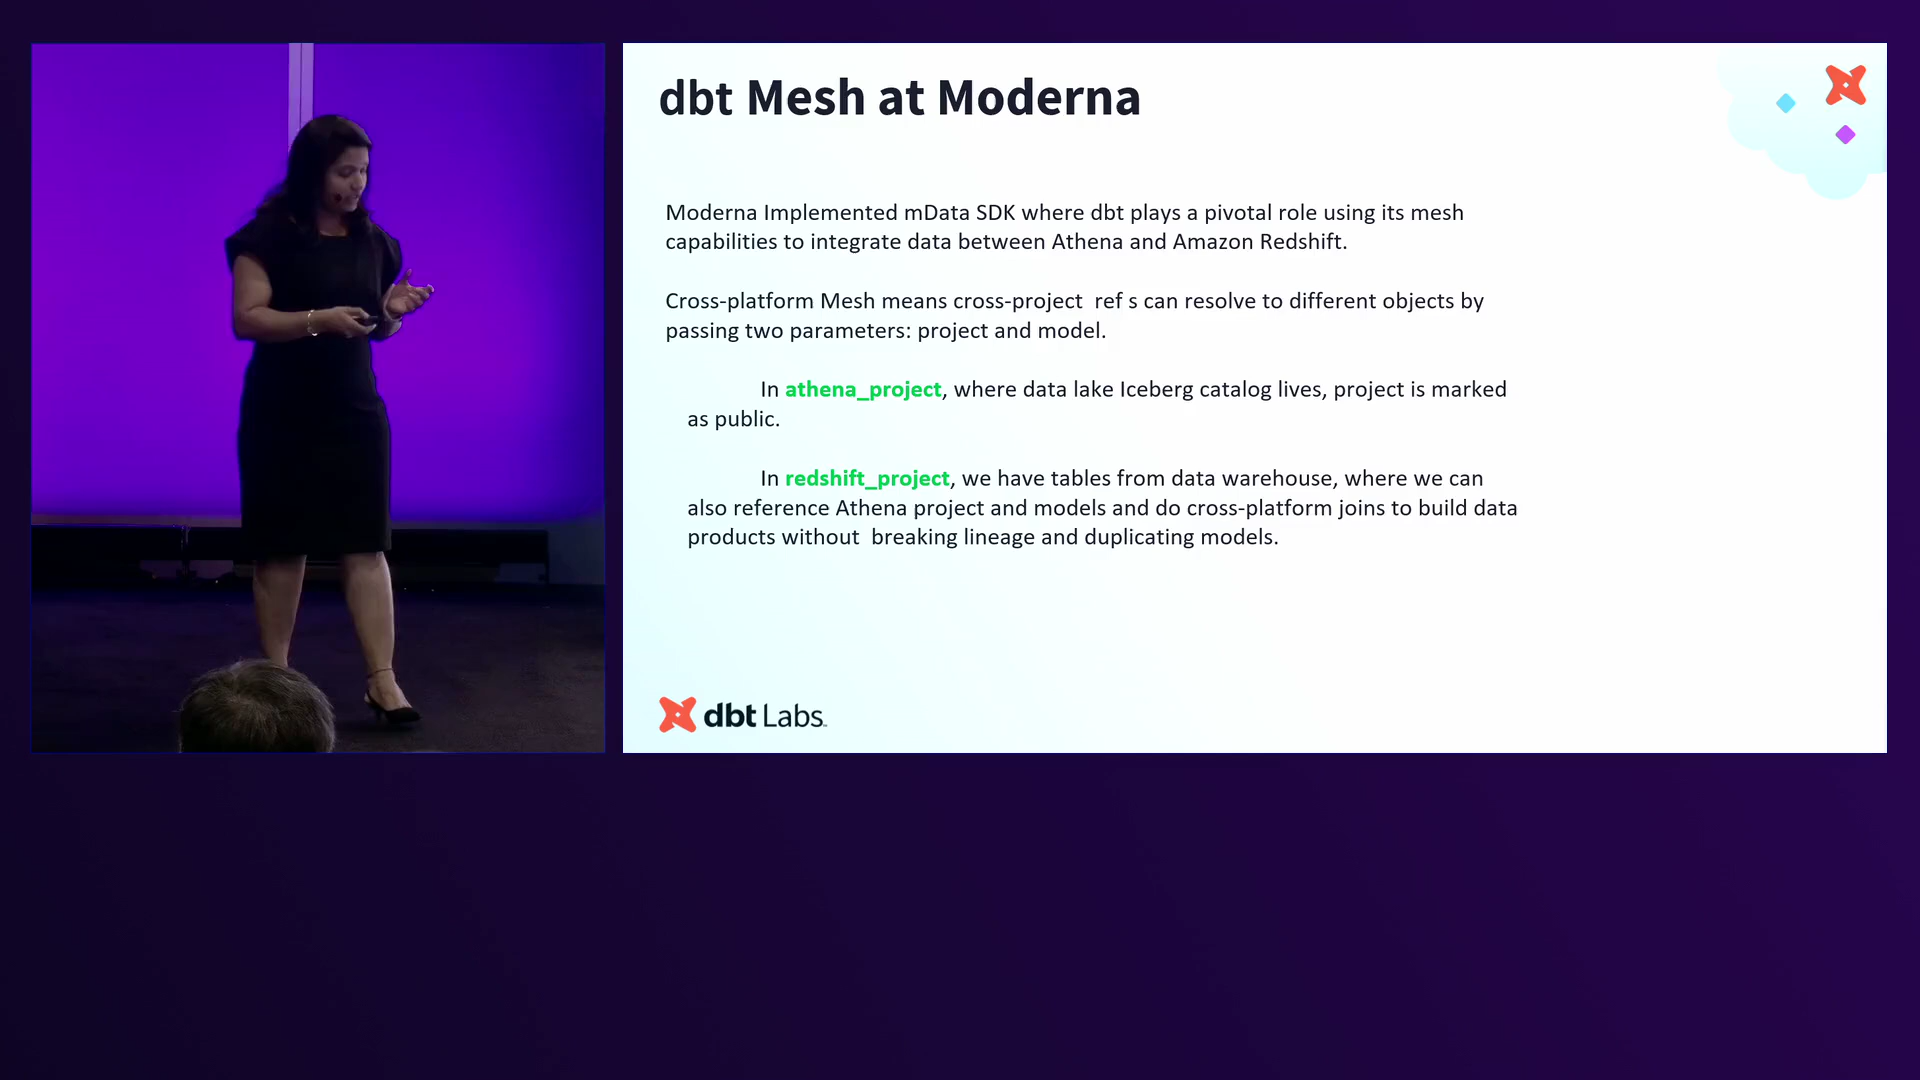 dbt Mesh at Moderna
Moderna Implemented mData SDK where dbt plays a pivotal role using its mesh
capabilities to integrate data between Athena and Amazon Redshift.
Cross-platform Mesh means cross-project  ref s can resolve to different objects by
passing two parameters: project and model.
In athena_project, where data lake Iceberg catalog lives, project is marked
as public.
In redshift_project, we have tables from data warehouse, where we can
also reference Athena project and models and do cross-platform joins to build data
products without  breaking lineage and duplicating models.
dbt Labs